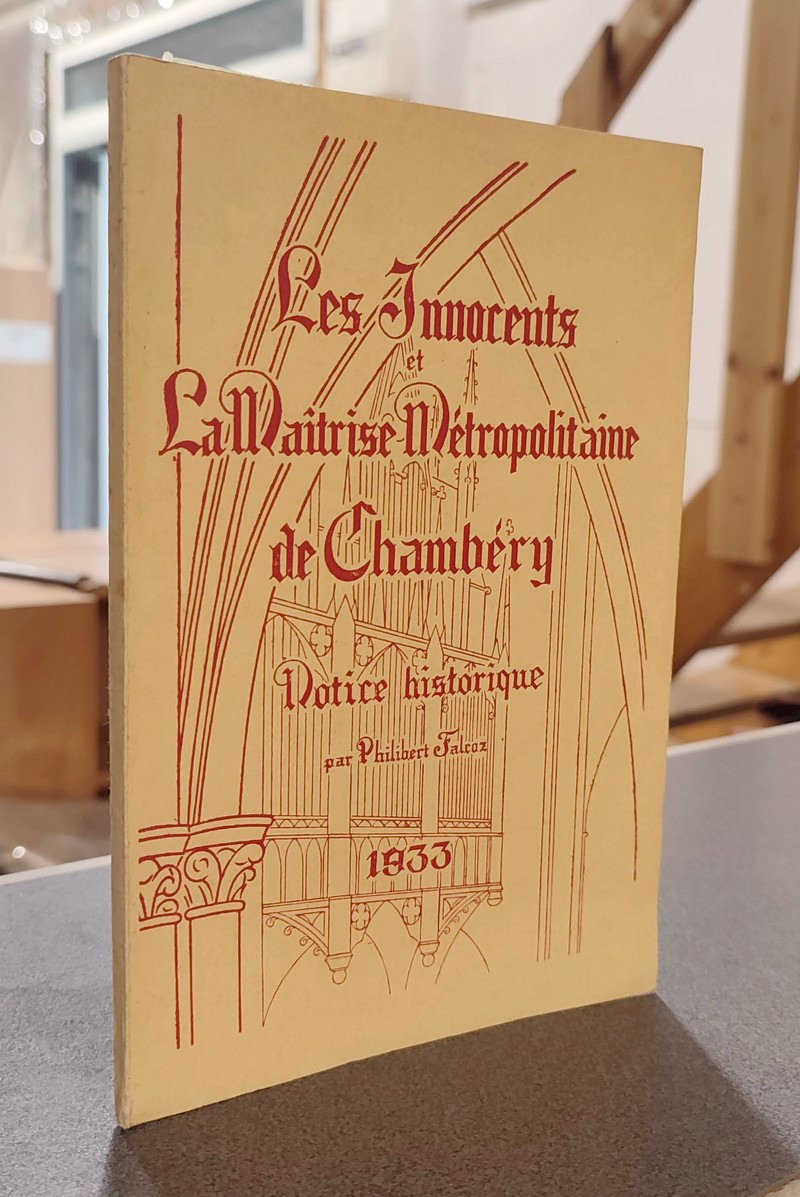 Les Innocents
et
La Maîtrise Métropolitaine
de Chambéry
Notice historique
par Philibert Falcoz
1933